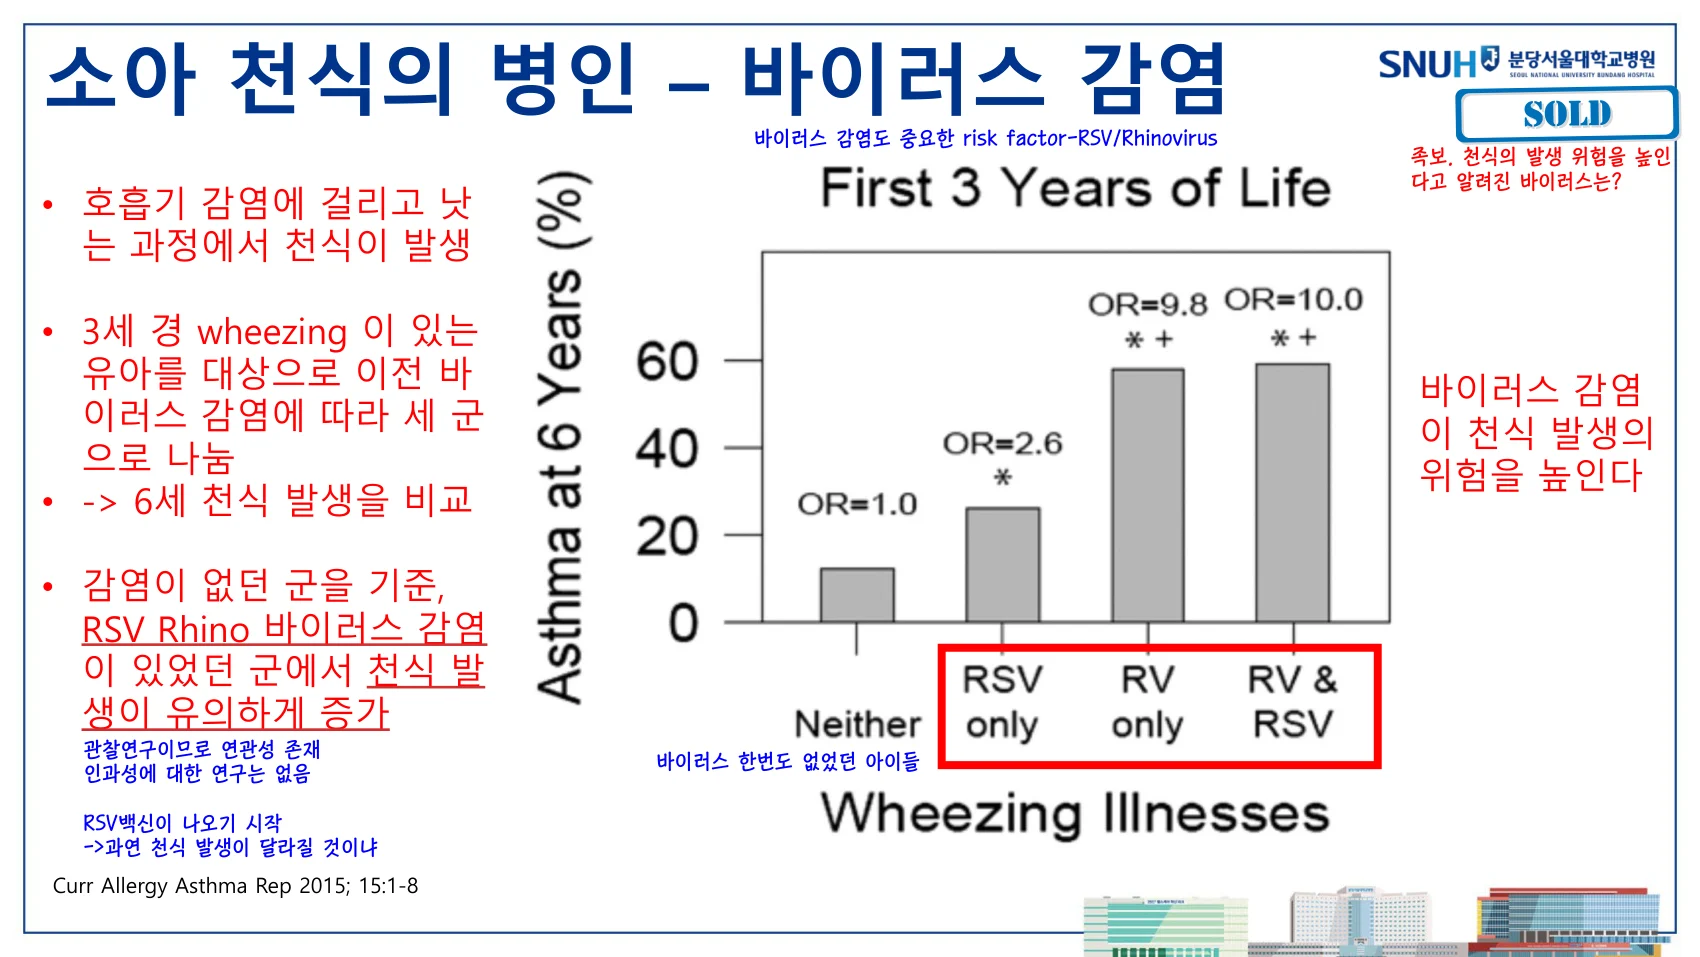 소아 천식의 병인 – 바이러스 감염
SNUH 분당서울대학교병원
SEOUL NATIONAL UNIVERSITY BUNDANG HOSPITAL
SOLD
바이러스 감염도 중요한 risk factor-RSV/Rhinovirus
족보. 천식의 발생 위험을 높인
다고 알려진 바이러스는?
• 호흡기 감염에 걸리고 낫
는 과정에서 천식이 발생
• 3세 경 wheezing 이 있는
유아를 대상으로 이전 바
이러스 감염에 따라 세 군
으로 나눔
• -> 6세 천식 발생을 비교
• 감염이 없던 군을 기준,
RSV Rhino 바이러스 감염
이 있었던 군에서 천식 발
생이 유의하게 증가
관찰연구이므로 연관성 존재
인과성에 대한 연구는 없음
RSV백신이 나오기 시작
->과연 천식 발생이 달라질 것이냐
Curr Allergy Asthma Rep 2015; 15:1-8
First 3 Years of Life
Asthma at 6 Years (%)
60
40
20
0
OR=1.0
OR=2.6
*
OR=9.8
* +
OR=10.0
* +
Neither
RSV
only
RV
only
RV &
RSV
바이러스 한번도 없었던 아이들
Wheezing Illnesses
바이러스 감염
이 천식 발생의
위험을 높인다